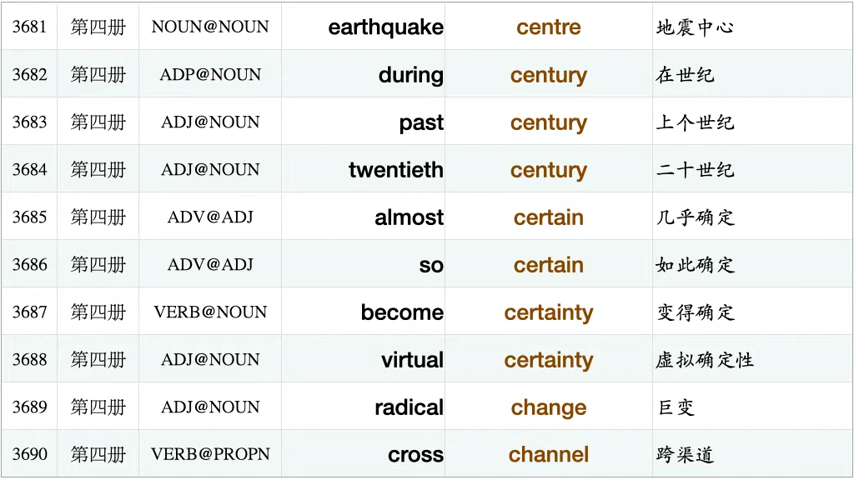 3681 第四册 NOUN@NOUN earthquake centre 地震中心
3682 第四册 ADP@NOUN during century 在世纪
3683 第四册 ADJ@NOUN past century 上个世纪
3684 第四册 ADJ@NOUN twentieth century 二十世纪
3685 第四册 ADV@ADJ almost certain 几乎确定
3686 第四册 ADV@ADJ so certain 如此确定
3687 第四册 VERB@NOUN become certainty 变得确定
3688 第四册 ADJ@NOUN virtual certainty 虚拟确定性
3689 第四册 ADJ@NOUN radical change 巨变
3690 第四册 VERB@PROPN cross channel 跨渠道